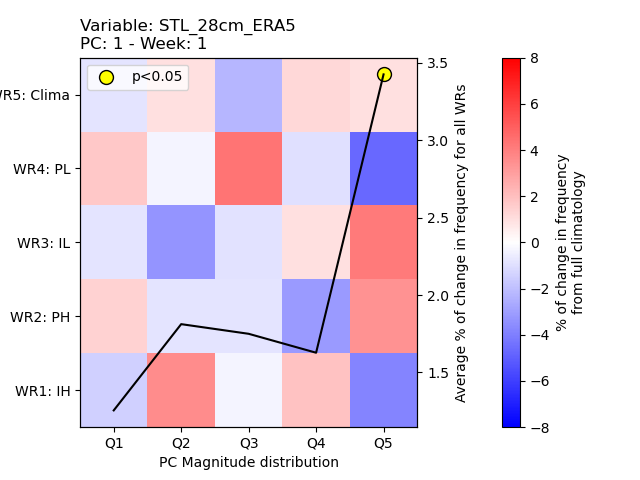 Variable: STL_28cm_ERA5
PC: 1 - Week: 1
p<0.05
WR5: Clima
WR4: PL
WR3: IL
WR2: PH
WR1: IH
Q1 Q2 Q3 Q4 Q5
PC Magnitude distribution
3.5
3.0
2.5
2.0
1.5
Average % of change in frequency for all WRs
8
6
4
2
0
−2
−4
−6
−8
% of change in frequency
from full climatology